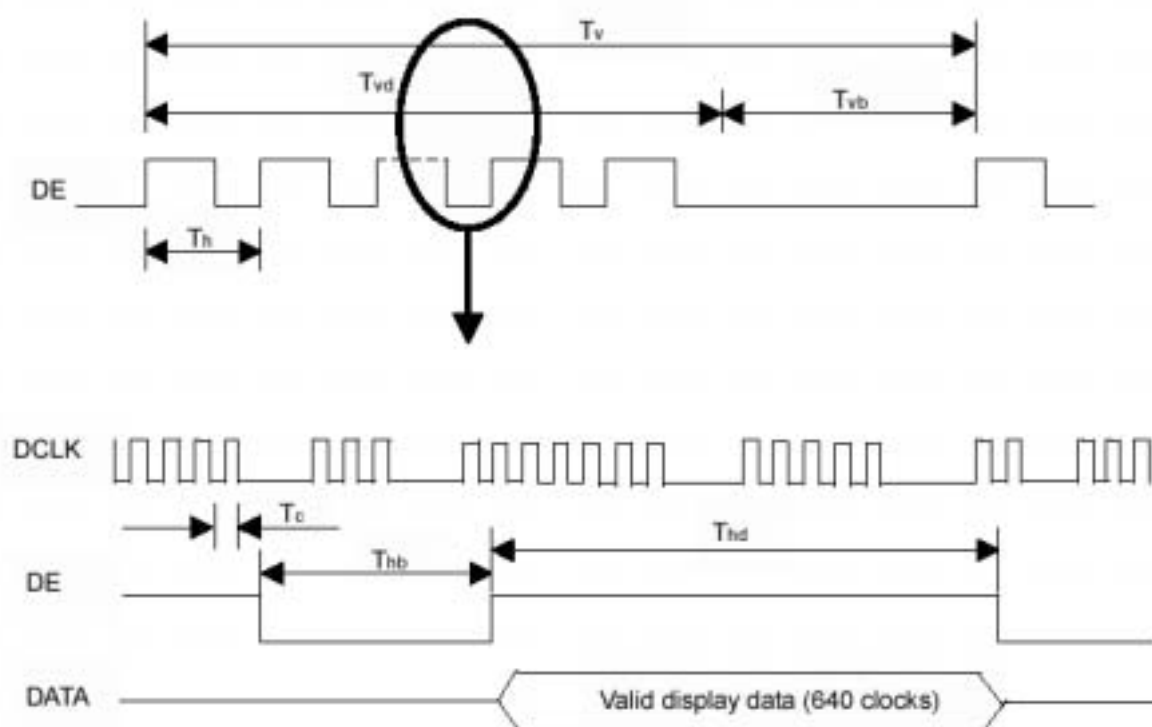 Tv
Tvd
Tvb
DE
Th
DCLK
Tc
Thd
Thb
DE
DATA
Valid display data (640 clocks)